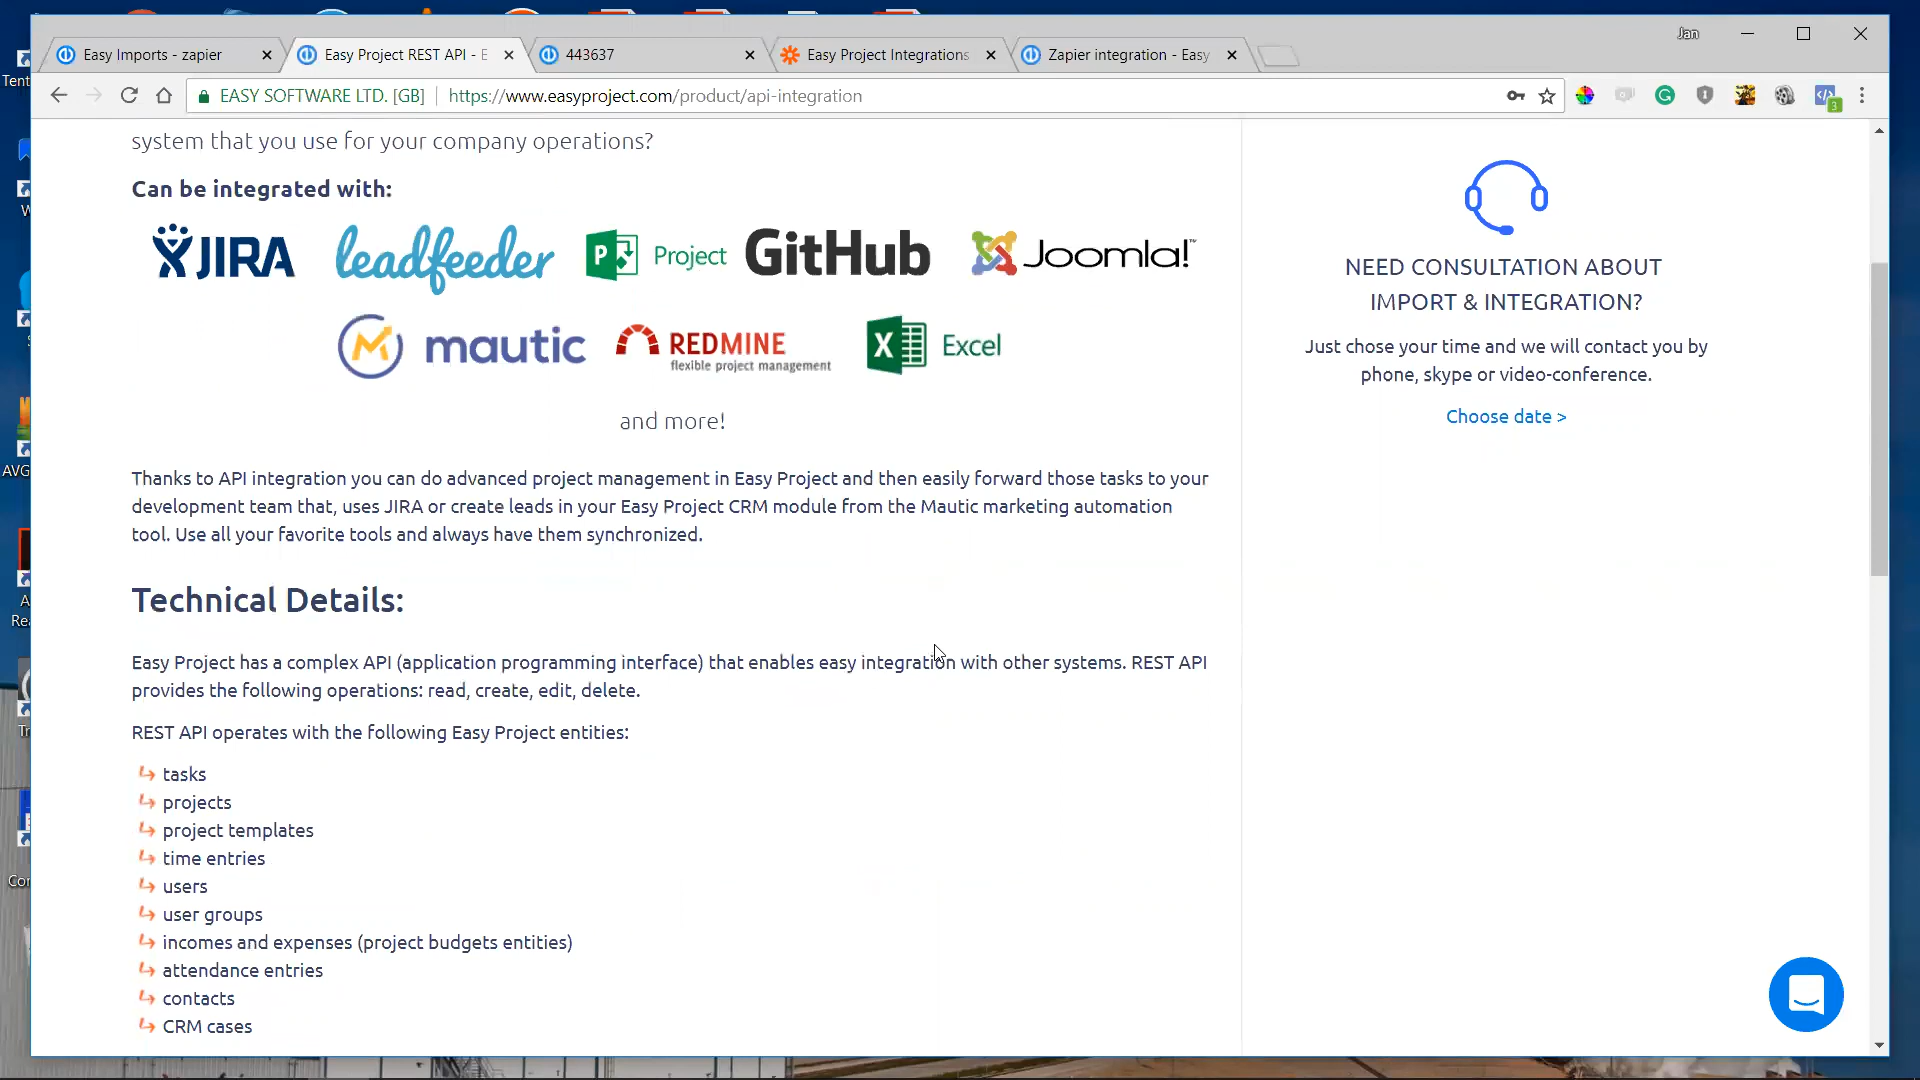 Jan
Easy Imports - zapier
Easy Project REST API - E
443637
Easy Project Integrations
Zapier integration - Easy
EASY SOFTWARE LTD. [GB]
https://www.easyproject.com/product/api-integration
3
system that you use for your company operations?
Can be integrated with:
JIRA
leadfeeder
P Project
GitHub
Joomla!™
mautic
REDMINE
flexible project management
X Excel
and more!
Thanks to API integration you can do advanced project management in Easy Project and then easily forward those tasks to your
development team that, uses JIRA or create leads in your Easy Project CRM module from the Mautic marketing automation
tool. Use all your favorite tools and always have them synchronized.
Technical Details:
Easy Project has a complex API (application programming interface) that enables easy integration with other systems. REST API
provides the following operations: read, create, edit, delete.
REST API operates with the following Easy Project entities:
tasks
projects
project templates
time entries
users
user groups
incomes and expenses (project budgets entities)
attendance entries
contacts
CRM cases
NEED CONSULTATION ABOUT
IMPORT & INTEGRATION?
Just chose your time and we will contact you by
phone, skype or video-conference.
Choose date >
Tent
AVG
Rea
Con